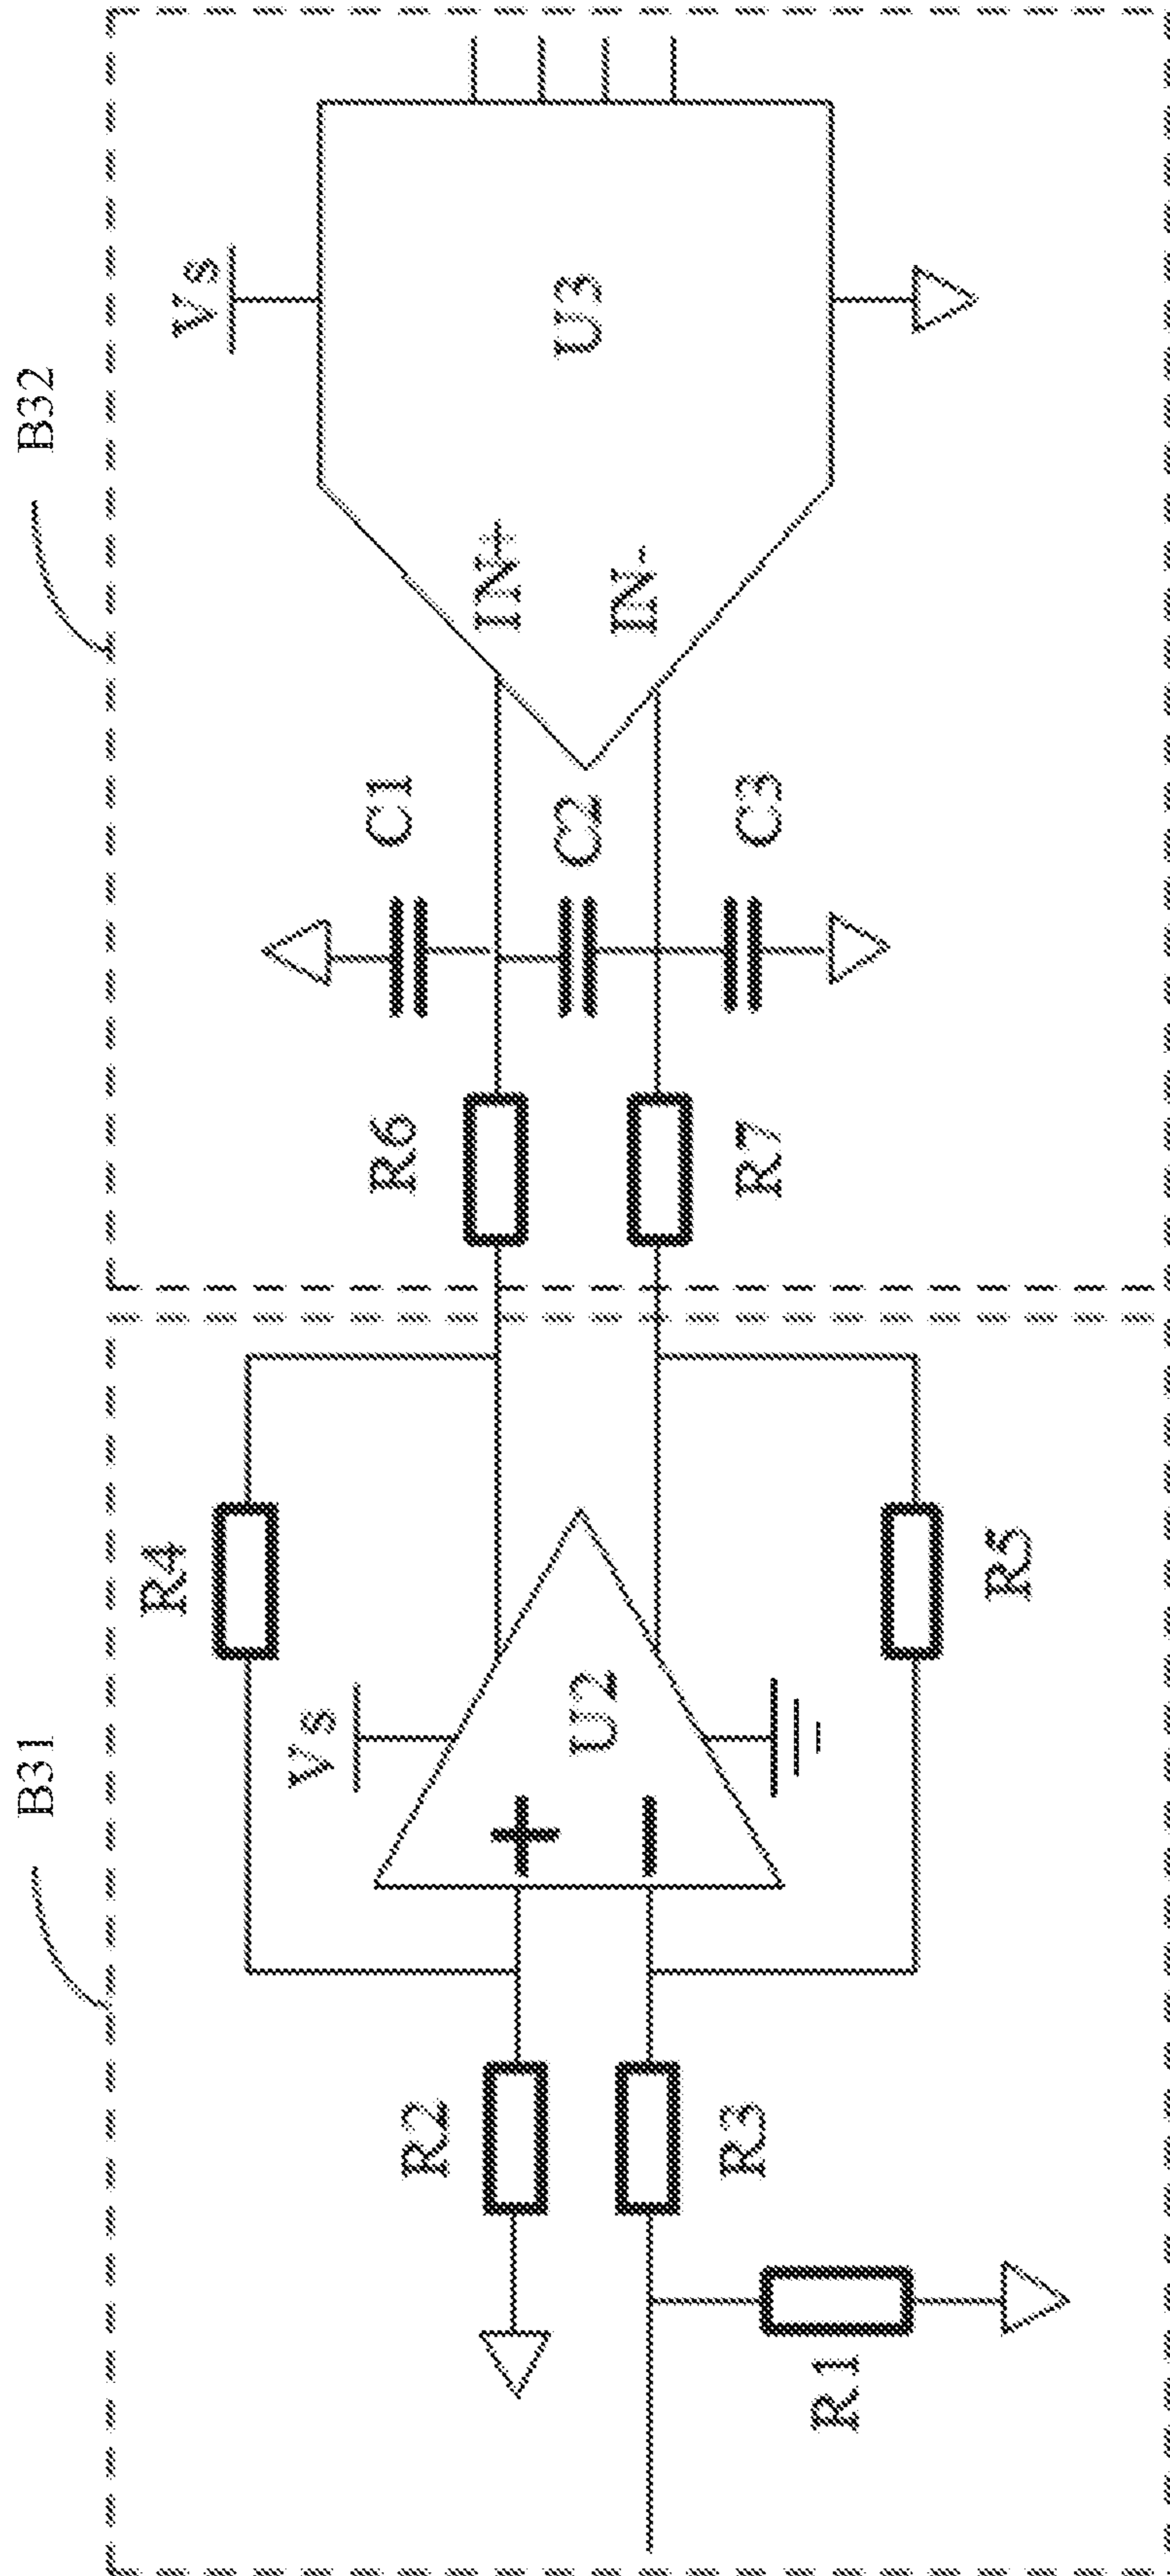 B31
B32
R4
Vs
U2
R2
R3
R1
R5
R6
R7
C1
C2
C3
Vs
IN+
IN-
U3
+
−